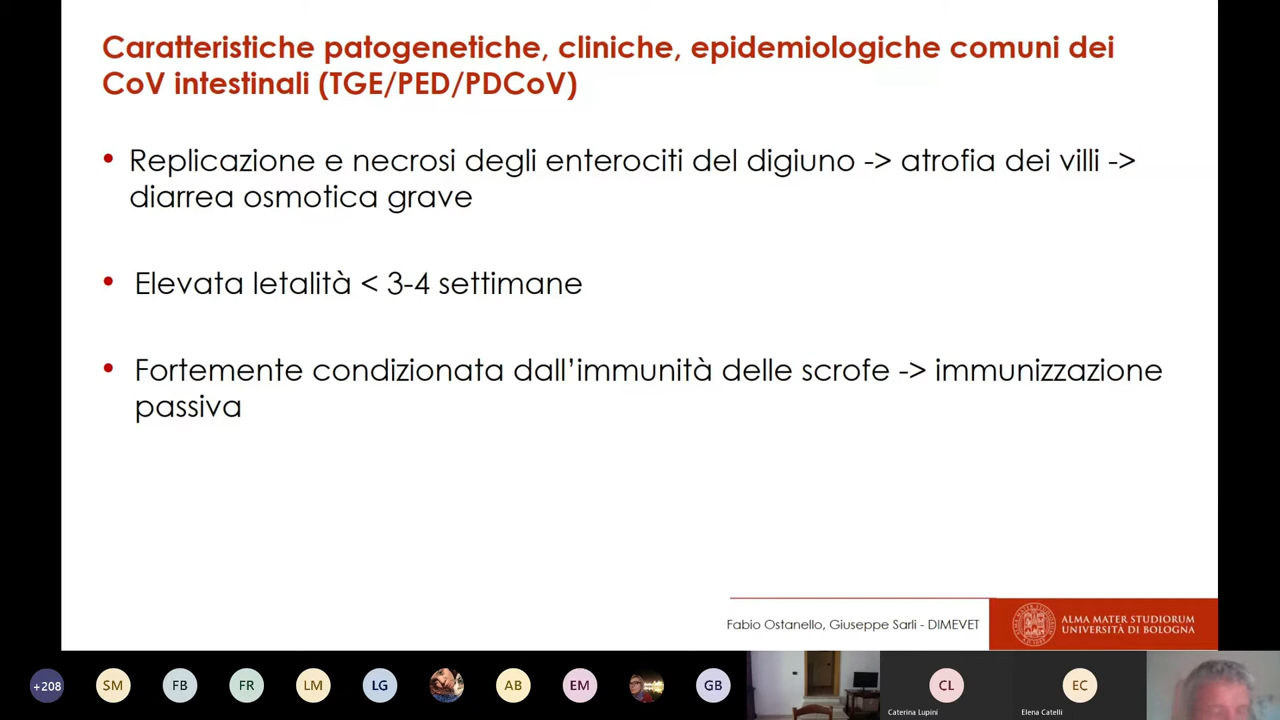 Caratteristiche patogenetiche, cliniche, epidemiologiche comuni dei
CoV intestinali (TGE/PED/PDCoV)
• Replicazione e necrosi degli enterociti del digiuno -> atrofia dei villi ->
diarrea osmotica grave
• Elevata letalità < 3-4 settimane
• Fortemente condizionata dall’immunità delle scrofe -> immunizzazione
passiva
Fabio Ostanello, Giuseppe Sarli - DIMEVET
ALMA MATER STUDIORUM
UNIVERSITÀ DI BOLOGNA
+208 SM FB FR LM LG AB EM GB CL EC
Caterina Lupini Elena Catelli